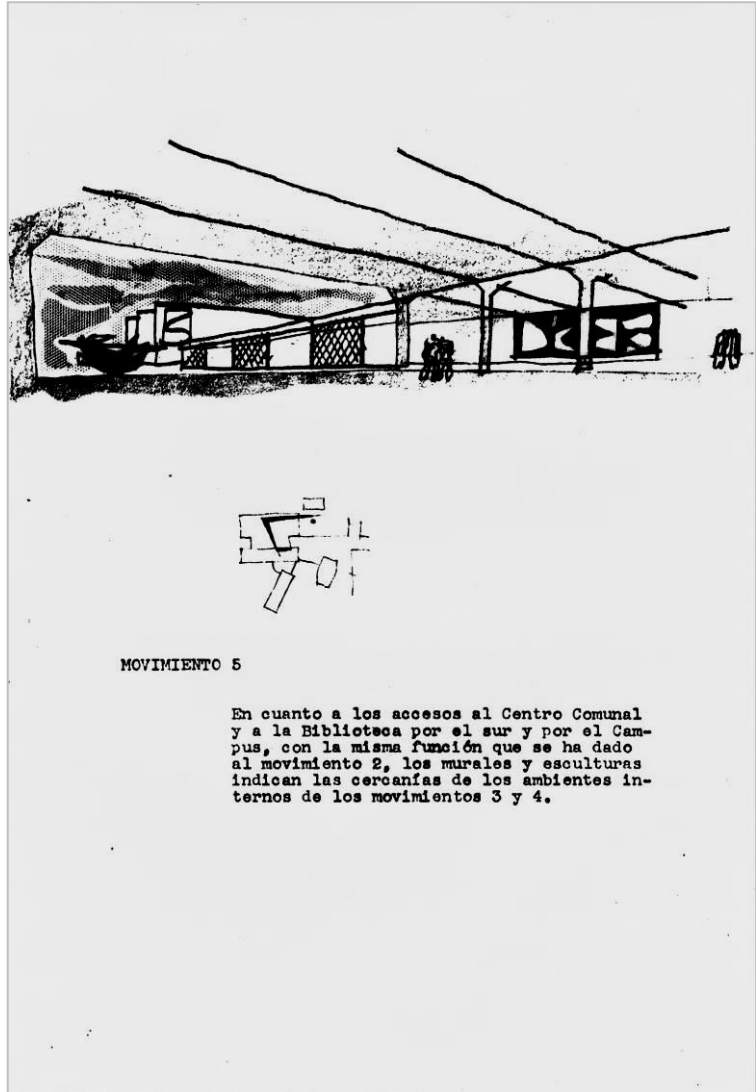 MOVIMIENTO 5
En cuanto a los accesos al Centro Comunal
y a la Biblioteca por el sur y por el Cam-
pus, con la misma función que se ha dado
al movimiento 2, los murales y esculturas
indican las cercanías de los ambientes in-
ternos de los movimientos 3 y 4.